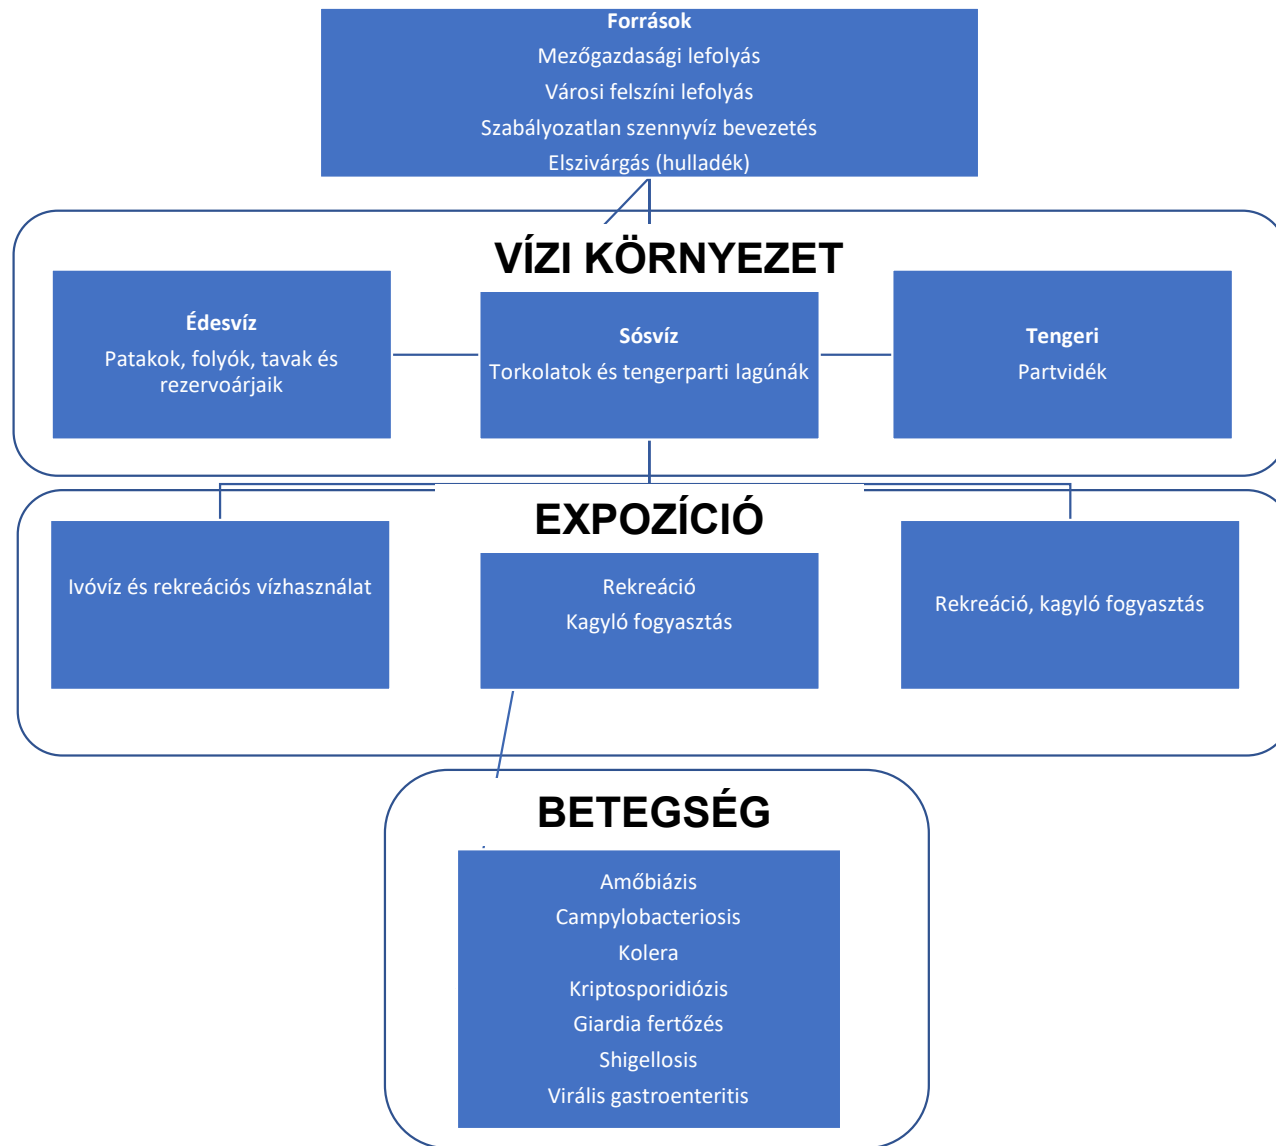 Források
Mezőgazdasági lefolyás
Városi felszíni lefolyás
Szabályozatlan szennyvíz bevezetés
Elszivárgás (hulladék)
VÍZI KÖRNYEZET
Édesvíz
Patakok, folyók, tavak és
rezervoárjaik
Sósvíz
Torkolatok és tengerparti lagúnák
Tengeri
Partvidék
EXPOZÍCIÓ
Ivóvíz és rekreációs vízhasználat
Rekreáció
Kagyló fogyasztás
Rekreáció, kagyló fogyasztás
BETEGSÉG
Amőbiázis
Campylobacteriosis
Kolera
Kriptosporidiózis
Giardia fertőzés
Shigellosis
Virális gastroenteritis